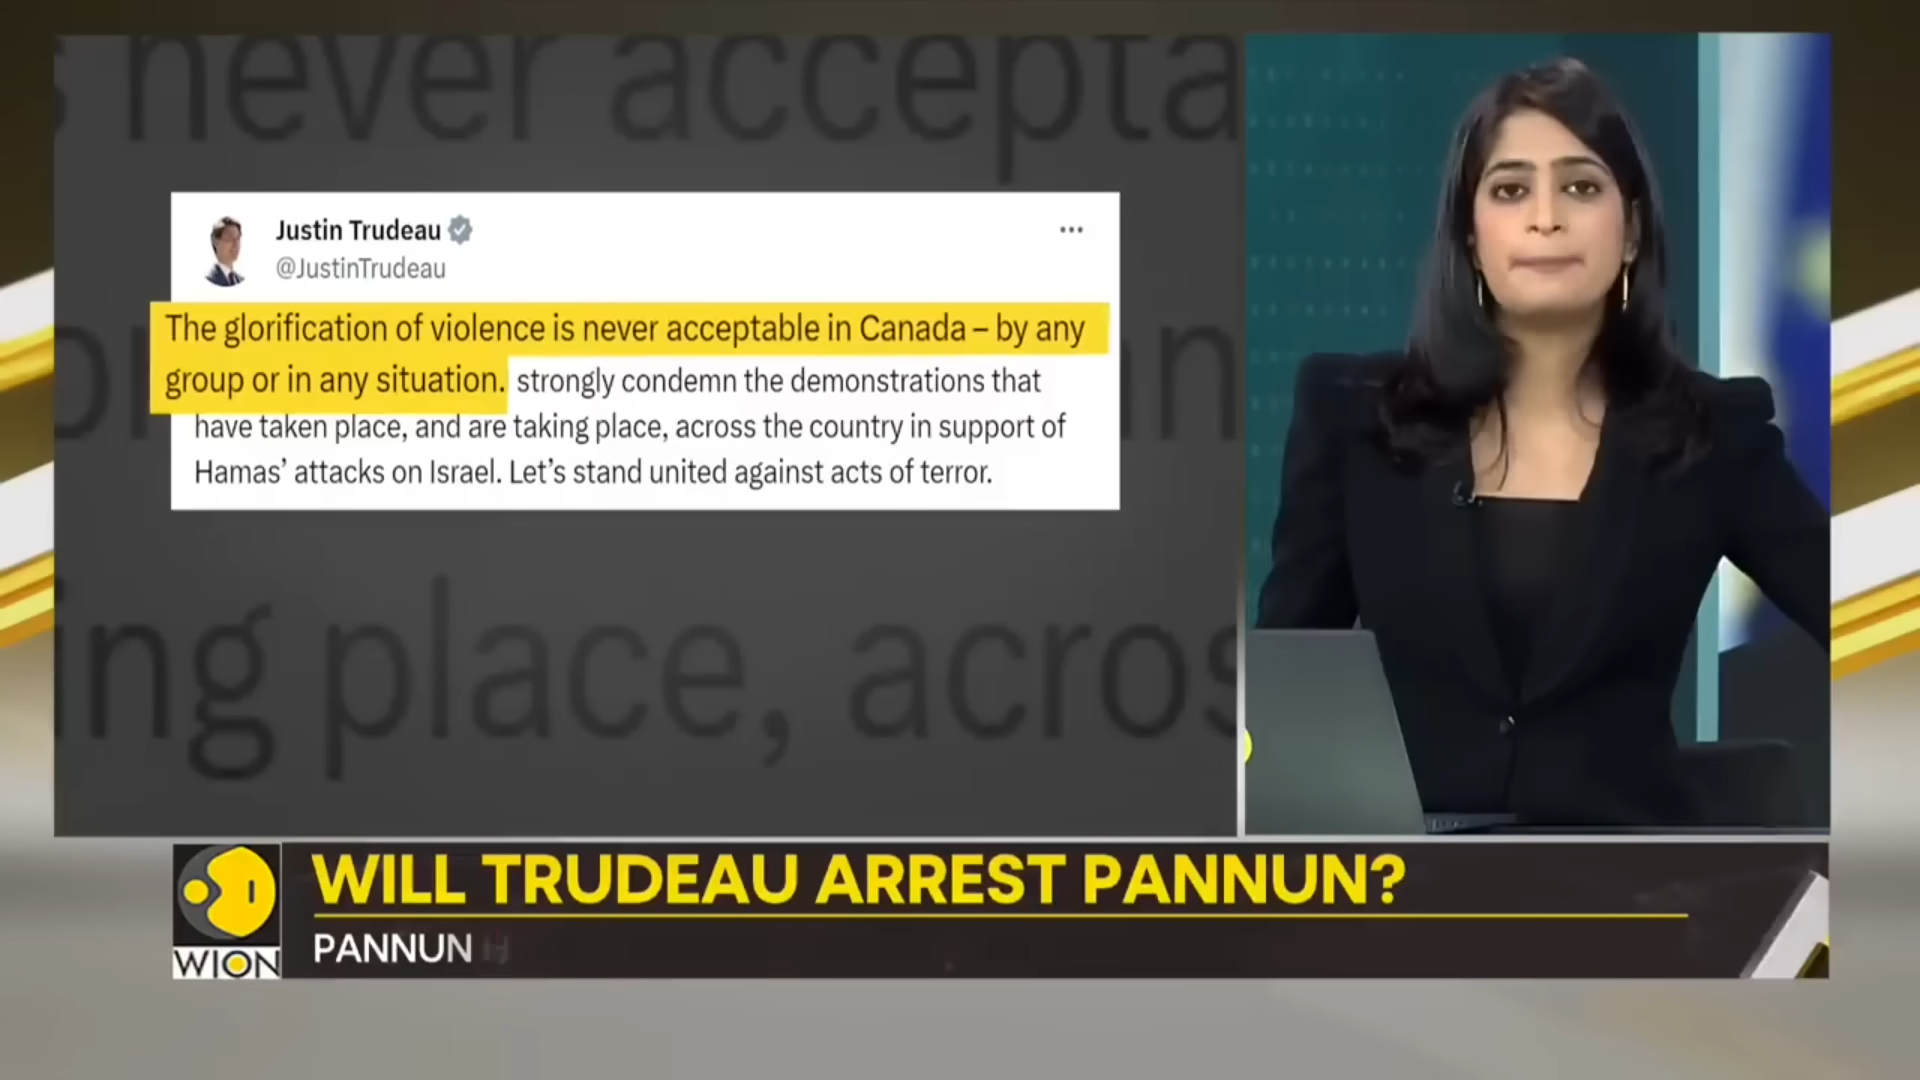 s never accepta
Justin Trudeau
@JustinTrudeau
The glorification of violence is never acceptable in Canada – by any
group or in any situation. strongly condemn the demonstrations that
have taken place, and are taking place, across the country in support of
Hamas’ attacks on Israel. Let’s stand united against acts of terror.
ing place, acros
WILL TRUDEAU ARREST PANNUN?
PANNUN H
WION